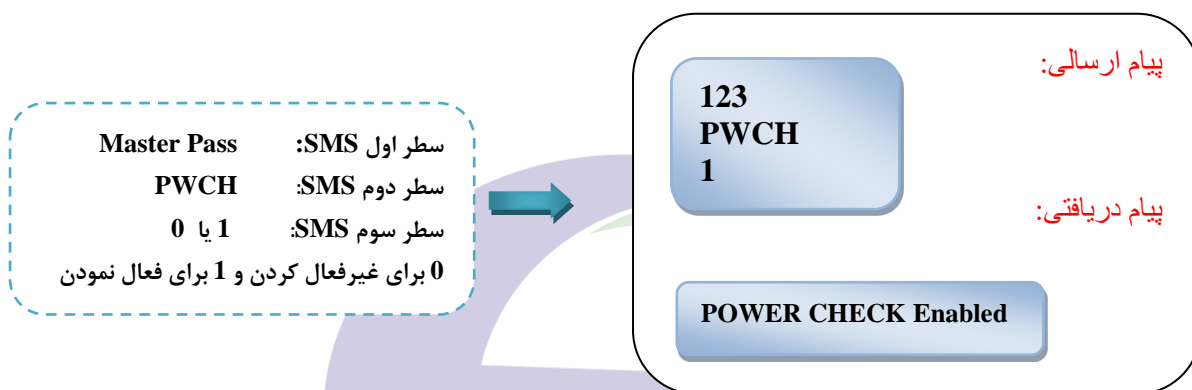 سطر اول SMS: Master Pass
سطر دوم SMS: PWCH
سطر سوم SMS: 1 یا 0
0 برای غیرفعال کردن و 1 برای فعال نمودن
پیام ارسالی:
123
PWCH
1
پیام دریافتی:
POWER CHECK Enabled